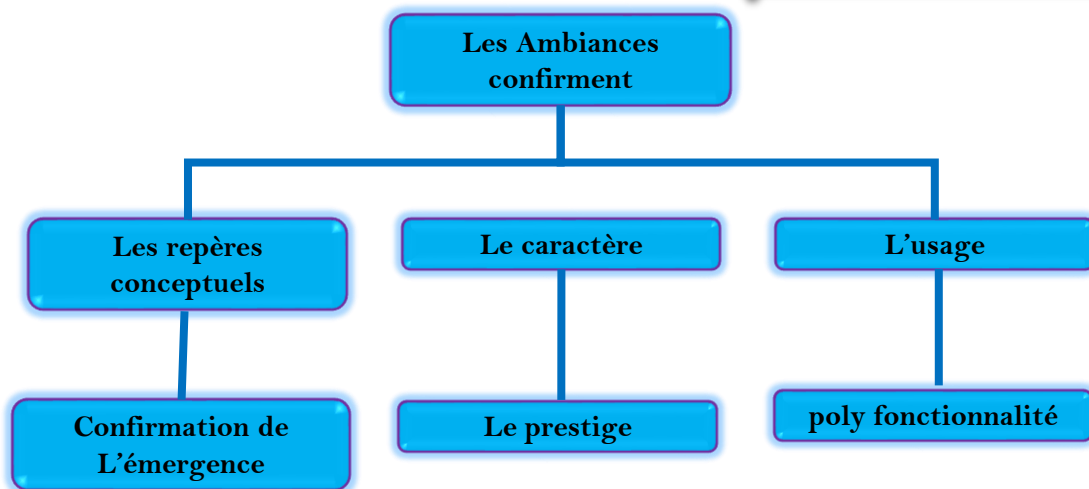 Les Ambiances
confirment
Les repères
conceptuels
Le caractère
L'usage
Confirmation de
L'émergence
Le prestige
poly fonctionnalité